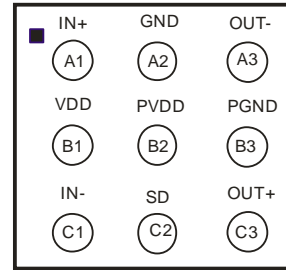 IN+ GND OUT-
A1 A2 A3
VDD PVDD PGND
B1 B2 B3
IN- SD OUT+
C1 C2 C3